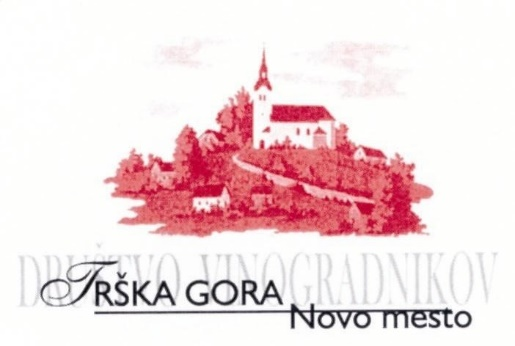 DRUŠTVO VINOGRADNIKOV
TRŠKA GORA
Novo mesto